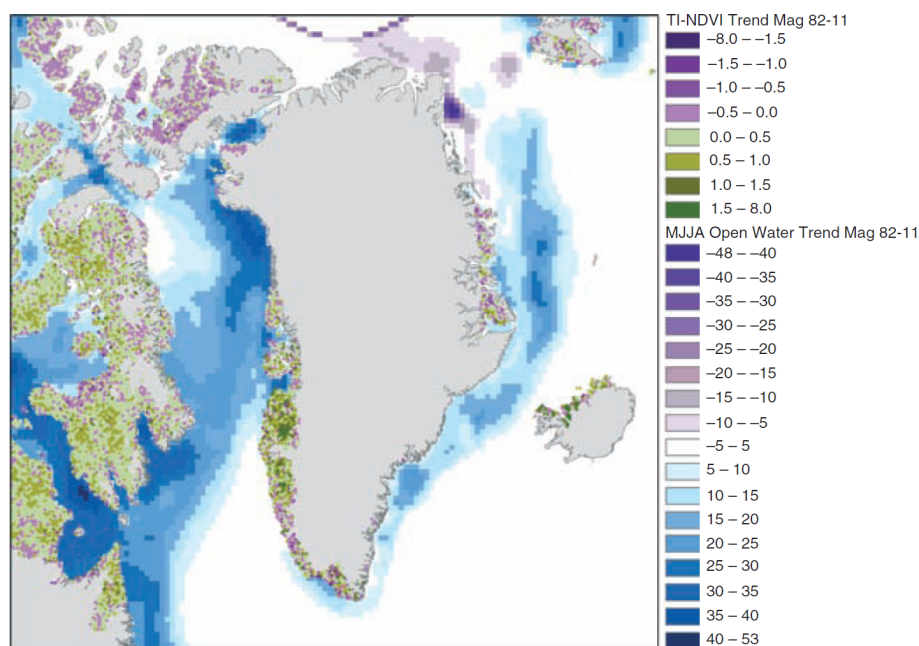 TI-NDVI Trend Mag 82-11
–8.0 – –1.5
–1.5 – –1.0
–1.0 – –0.5
–0.5 – 0.0
0.0 – 0.5
0.5 – 1.0
1.0 – 1.5
1.5 – 8.0
MJJA Open Water Trend Mag 82-11
–48 – –40
–40 – –35
–35 – –30
–30 – –25
–25 – –20
–20 – –15
–15 – –10
–10 – –5
–5 – 5
5 – 10
10 – 15
15 – 20
20 – 25
25 – 30
30 – 35
35 – 40
40 – 53